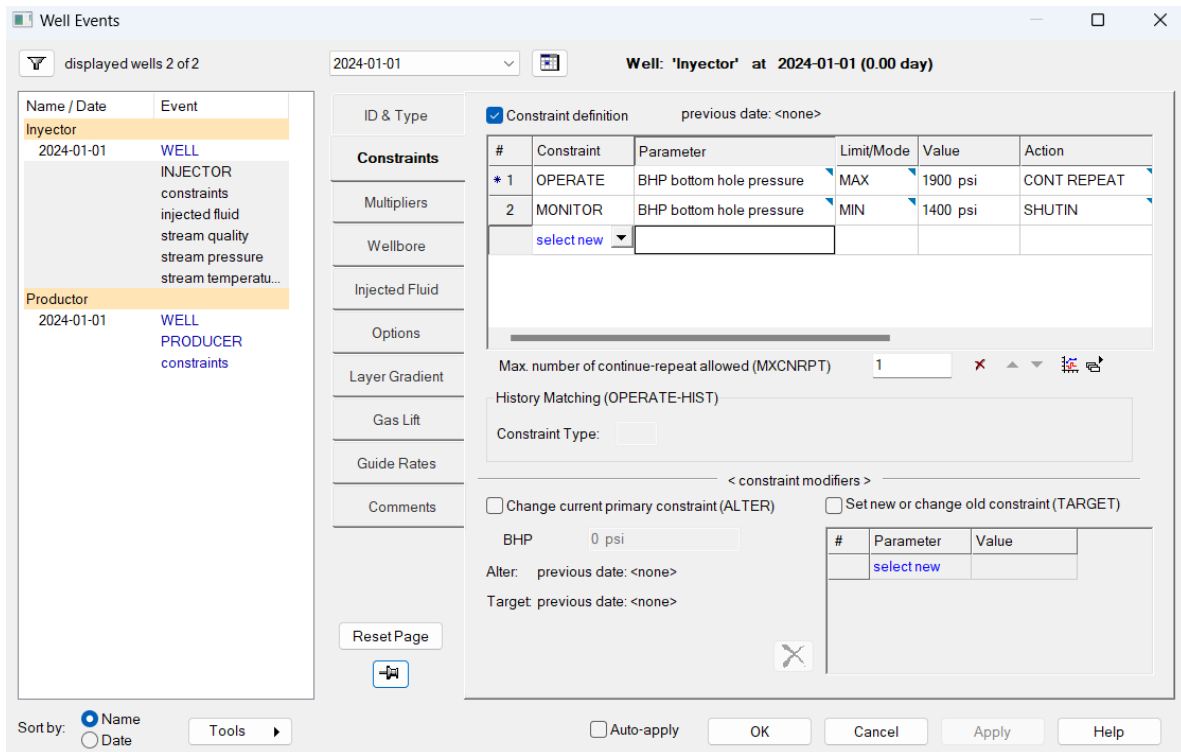 Well Events
displayed wells 2 of 2
2024-01-01
Well: 'Inyector' at 2024-01-01 (0.00 day)
Name / Date Event
Inyector
2024-01-01 WELL
INJECTOR
constraints
injected fluid
stream quality
stream pressure
stream temperatu...
Productor
2024-01-01 WELL
PRODUCER
constraints
ID & Type
Constraints
Multipliers
Wellbore
Injected Fluid
Options
Layer Gradient
Gas Lift
Guide Rates
Comments
Reset Page
Constraint definition previous date: <none>
# Constraint Parameter Limit/Mode Value Action
* 1 OPERATE BHP bottom hole pressure MAX 1900 psi CONT REPEAT
2 MONITOR BHP bottom hole pressure MIN 1400 psi SHUTIN
select new
Max. number of continue-repeat allowed (MXCNRPT) 1
History Matching (OPERATE-HIST)
Constraint Type:
< constraint modifiers >
Change current primary constraint (ALTER)
BHP 0 psi
Alter: previous date: <none>
Target: previous date: <none>
Set new or change old constraint (TARGET)
# Parameter Value
select new
Sort by: Name
Date
Tools
Auto-apply
OK
Cancel
Apply
Help